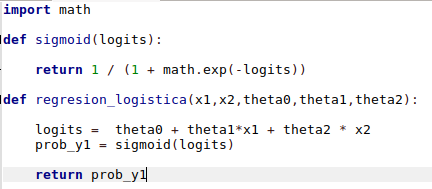 import math
def sigmoid(logits):
return 1 / (1 + math.exp(-logits))
def regresion_logistica(x1,x2,theta0,theta1,theta2):
logits =  theta0 + theta1*x1 + theta2 * x2
prob_y1 = sigmoid(logits)
return prob_y1